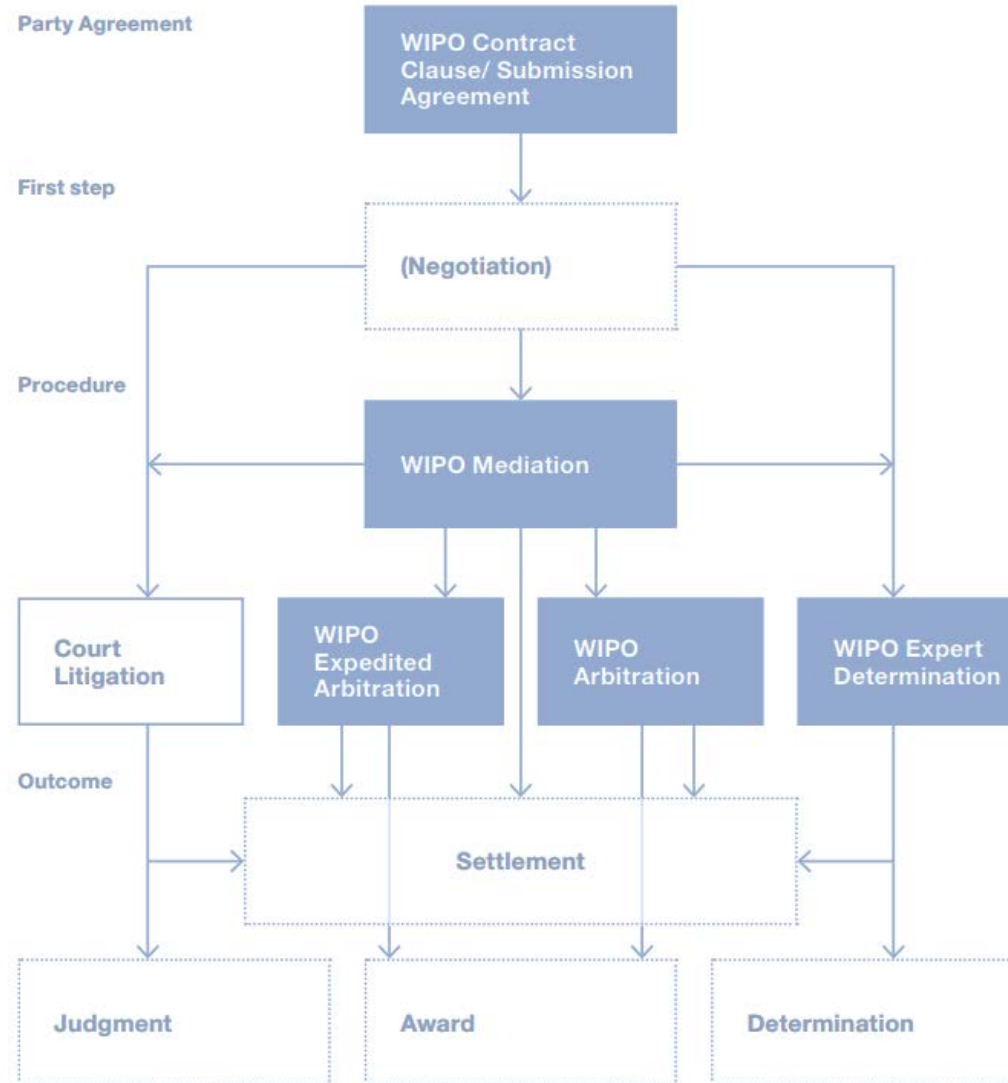 Party Agreement
WIPO Contract
Clause/ Submission
Agreement
First step
(Negotiation)
Procedure
WIPO Mediation
Court
Litigation
WIPO
Expedited
Arbitration
WIPO
Arbitration
WIPO Expert
Determination
Outcome
Settlement
Judgment
Award
Determination